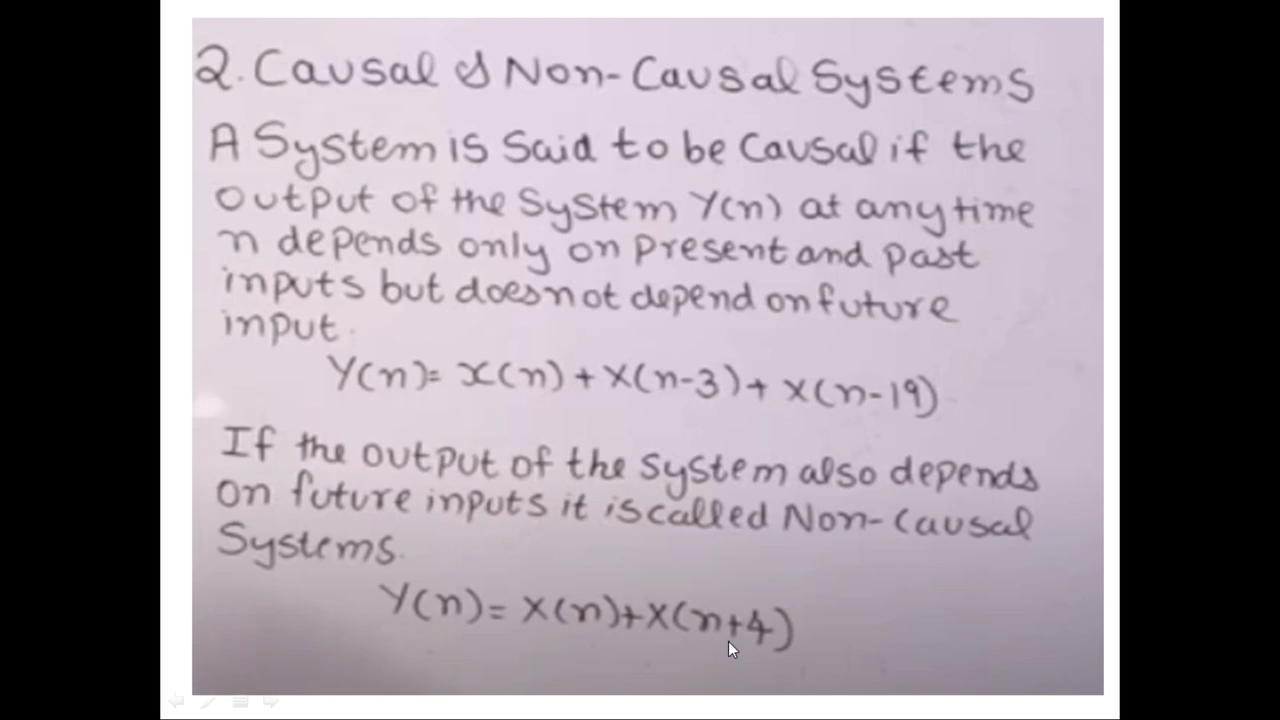 2. Causal & Non-Causal Systems
A System is Said to be Causal if the
output of the System Y(n) at any time
n depends only on present and past
inputs but does not depend on future
input.
Y(n)= x(n) + X(n-3) + X(n-19)
If the output of the system also depends
on future inputs it is called Non-Causal
Systems.
Y(n)= X(n)+X(n+4)